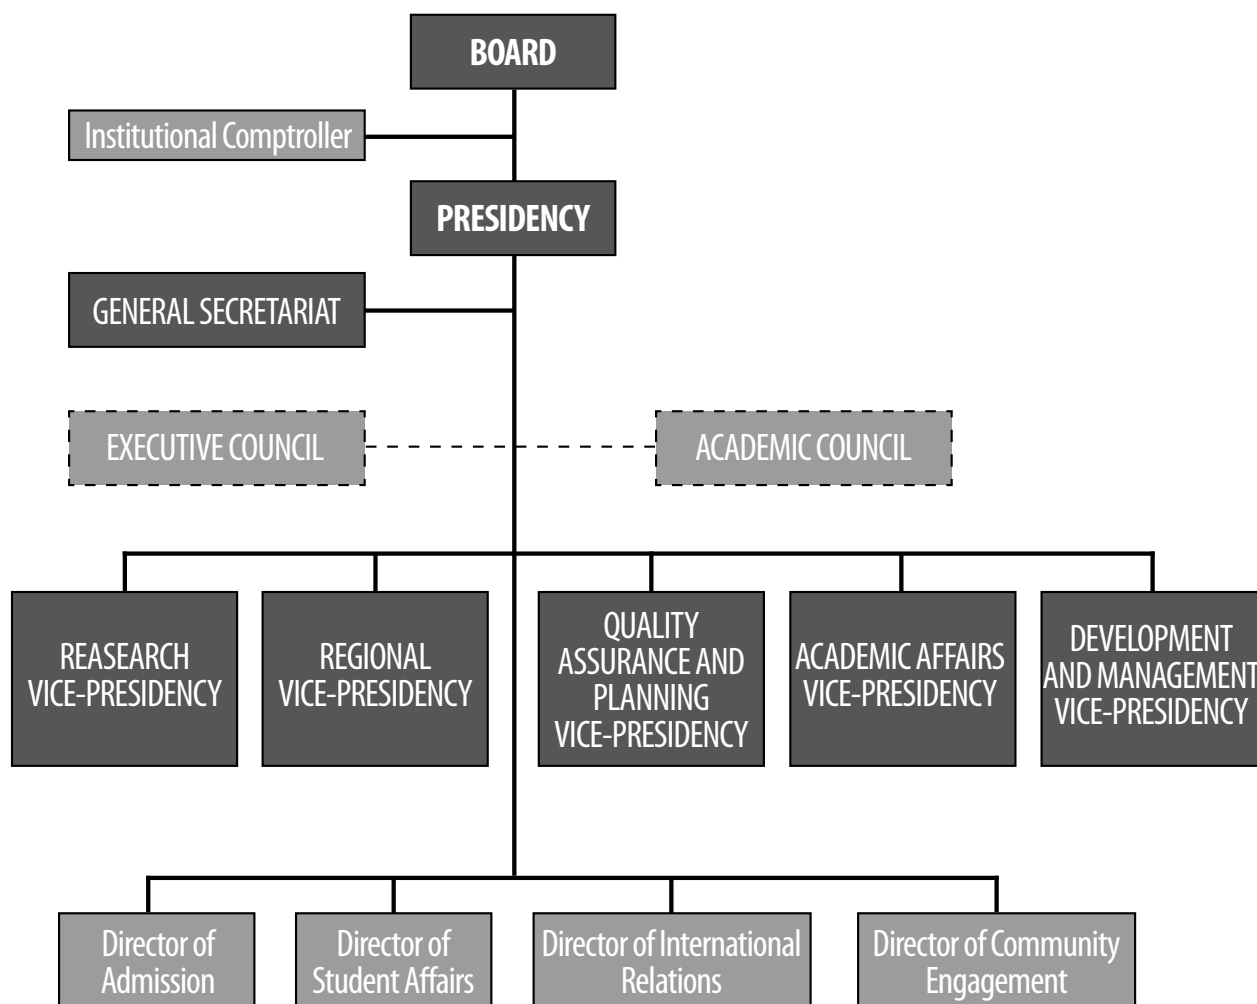 BOARD
Institutional Comptroller
PRESIDENCY
GENERAL SECRETARIAT
EXECUTIVE COUNCIL
ACADEMIC COUNCIL
REASEARCH
VICE-PRESIDENCY
REGIONAL
VICE-PRESIDENCY
QUALITY
ASSURANCE AND
PLANNING
VICE-PRESIDENCY
ACADEMIC AFFAIRS
VICE-PRESIDENCY
DEVELOPMENT
AND MANAGEMENT
VICE-PRESIDENCY
Director of
Admission
Director of
Student Affairs
Director of International
Relations
Director of Community
Engagement